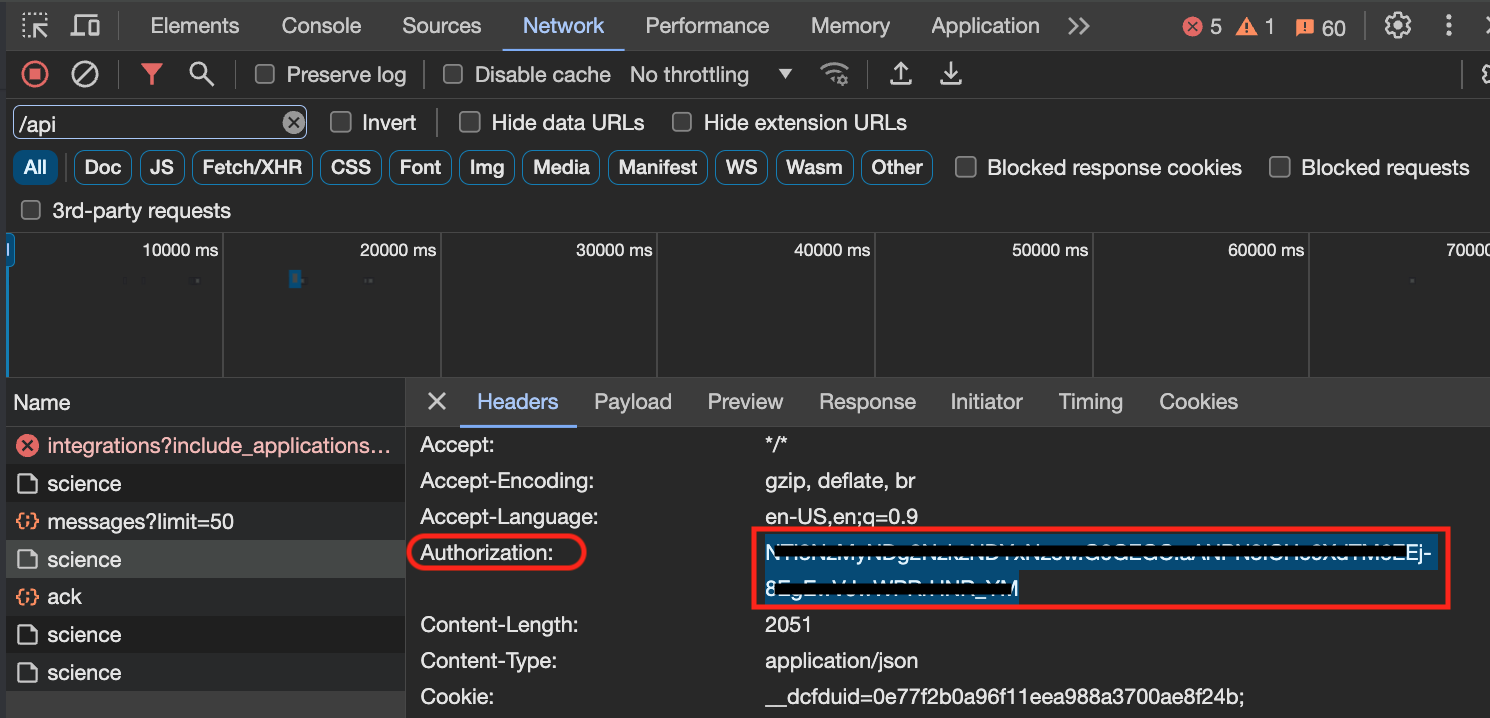 Elements Console Sources Network Performance Memory Application 5 1 60
Preserve log Disable cache No throttling
/api Invert Hide data URLs Hide extension URLs
All Doc JS Fetch/XHR CSS Font Img Media Manifest WS Wasm Other Blocked response cookies Blocked requests
3rd-party requests
10000 ms 20000 ms 30000 ms 40000 ms 50000 ms 60000 ms 70000
Name Headers Payload Preview Response Initiator Timing Cookies
integrations?include_applications…
science
messages?limit=50
science
ack
science
science
Accept: */*
Accept-Encoding: gzip, deflate, br
Accept-Language: en-US,en;q=0.9
Authorization:
Content-Length: 2051
Content-Type: application/json
Cookie: __dcfduid=0e77f2b0a96f11eea988a3700ae8f24b;